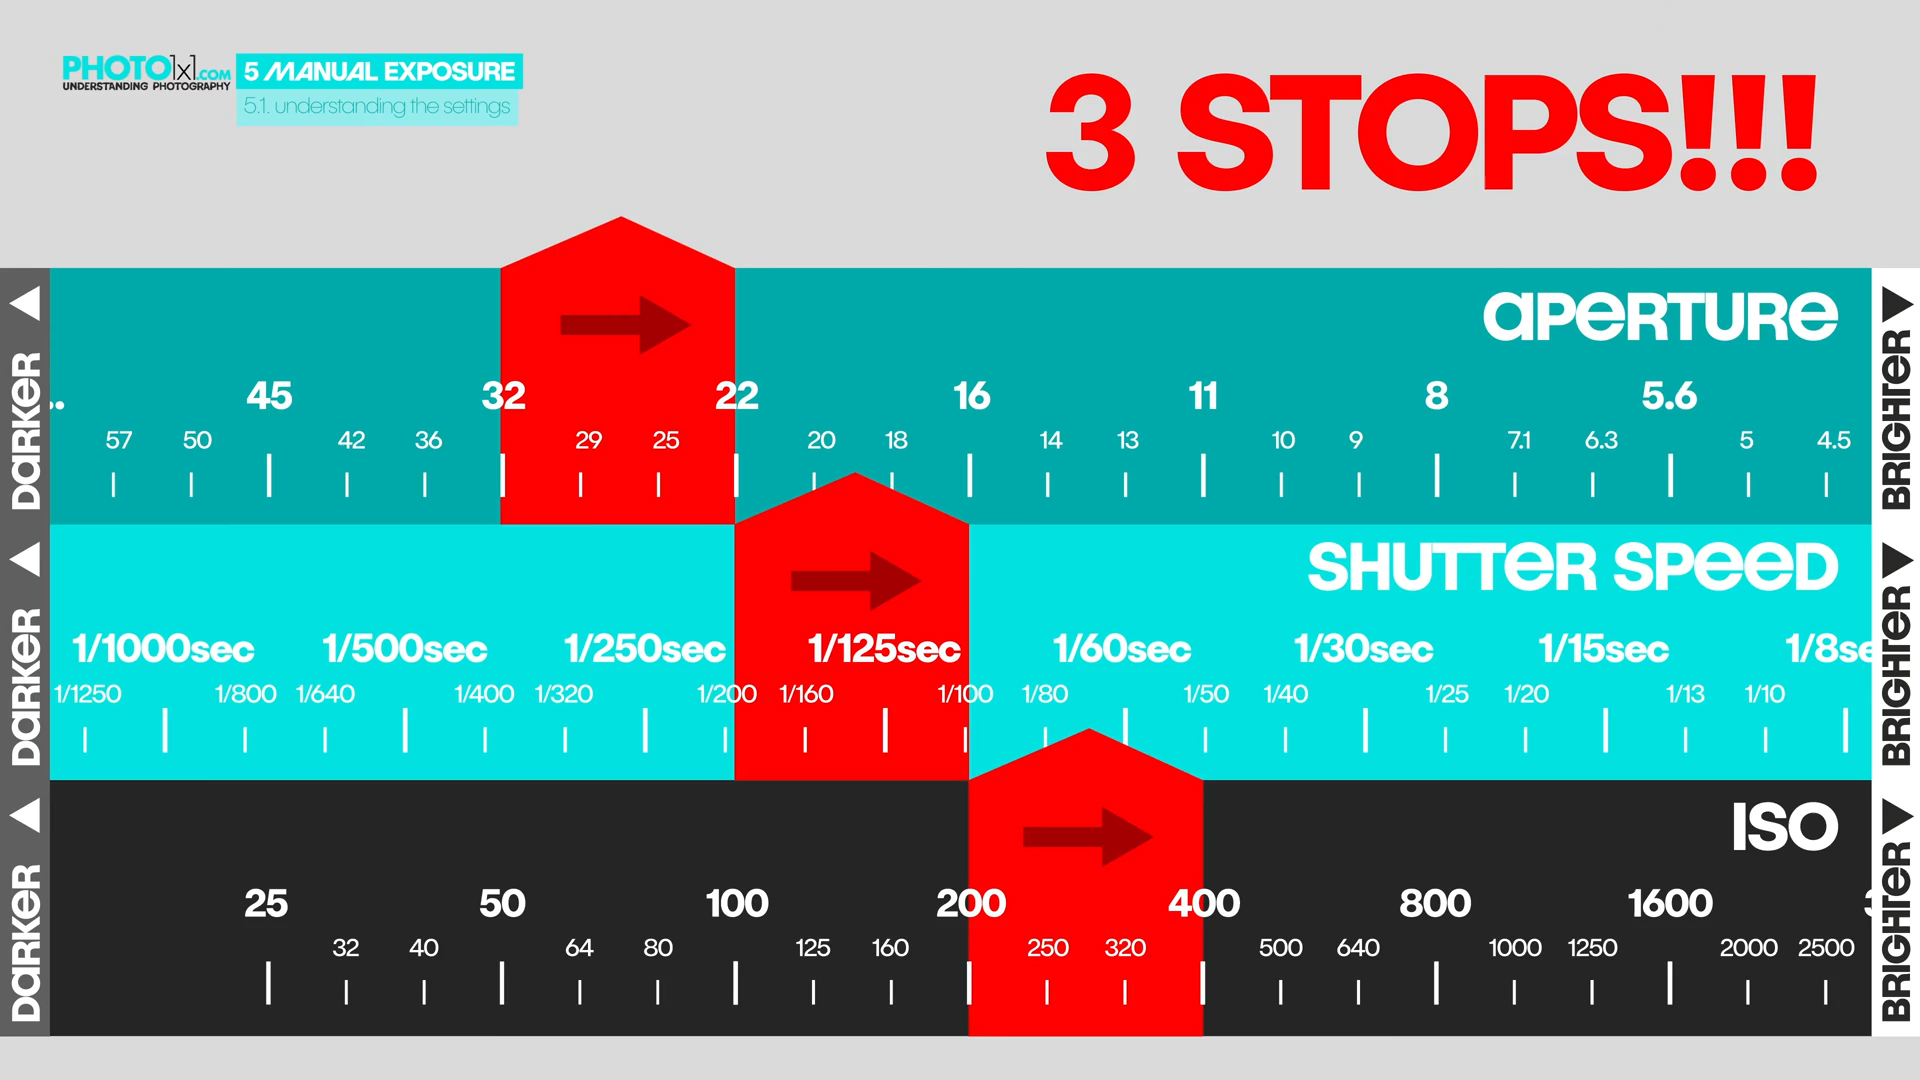 PHOTO[x].COM
UNDERSTANDING PHOTOGRAPHY
5 MANUAL EXPOSURE
5.1. understanding the settings
3 STOPS!!!
DARKER
APERTURE
BRIGHTER
.. 45 32 22 16 11 8 5.6
57 50 42 36 29 25 20 18 14 13 10 9 7.1 6.3 5 4.5
DARKER
SHUTTER SPEED
BRIGHTER
1/1000sec 1/500sec 1/250sec 1/125sec 1/60sec 1/30sec 1/15sec 1/8se
1/1250 1/800 1/640 1/400 1/320 1/200 1/160 1/100 1/80 1/50 1/40 1/25 1/20 1/13 1/10
DARKER
ISO
BRIGHTER
25 50 100 200 400 800 1600
32 40 64 80 125 160 250 320 500 640 1000 1250 2000 2500